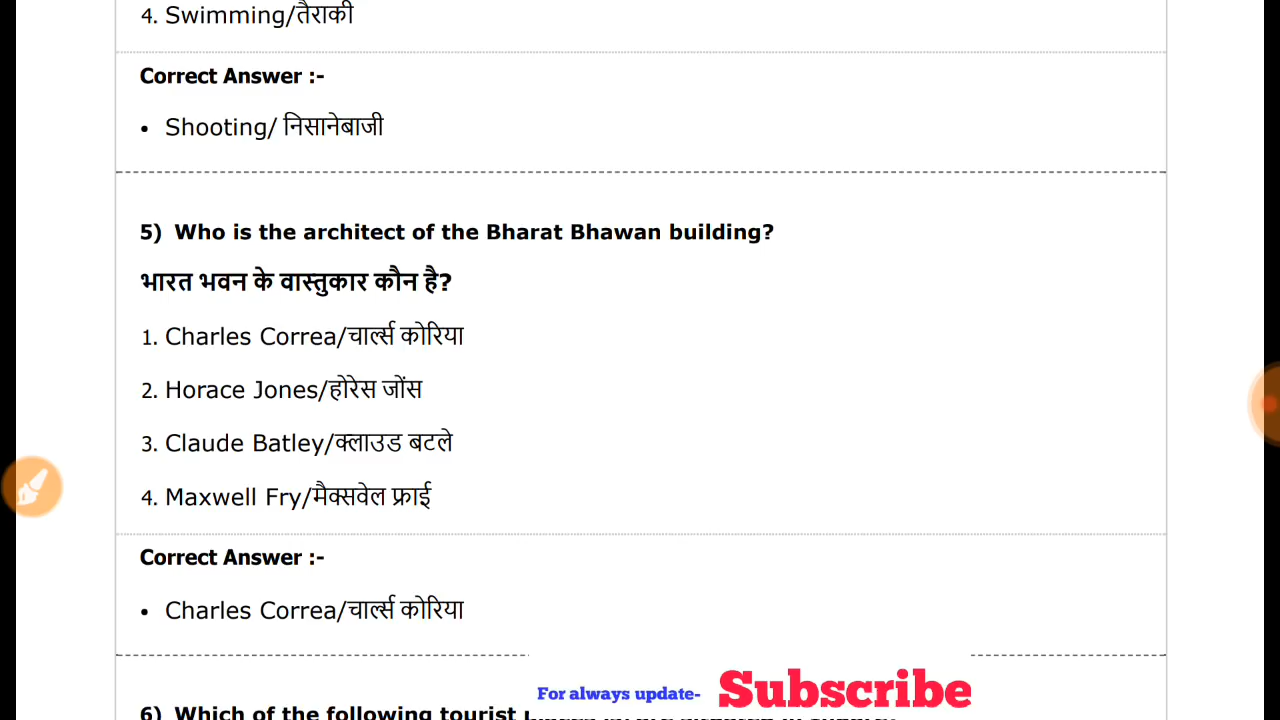 4. Swimming/तैराकी
Correct Answer :-
• Shooting/ निसानेबाजी
5) Who is the architect of the Bharat Bhawan building?
भारत भवन के वास्तुकार कौन है?
1. Charles Correa/चार्ल्स कोरिया
2. Horace Jones/होरेस जोंस
3. Claude Batley/क्लाउड बटले
4. Maxwell Fry/मैक्सवेल फ्राई
Correct Answer :-
• Charles Correa/चार्ल्स कोरिया
For always update- Subscribe
6) Which of the following tourist